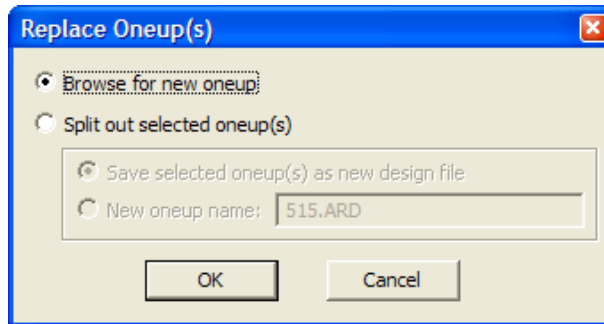 Replace Oneup(s)
Browse for new oneup
Split out selected oneup(s)
Save selected oneup(s) as new design file
New oneup name: 515.ARD
OK Cancel